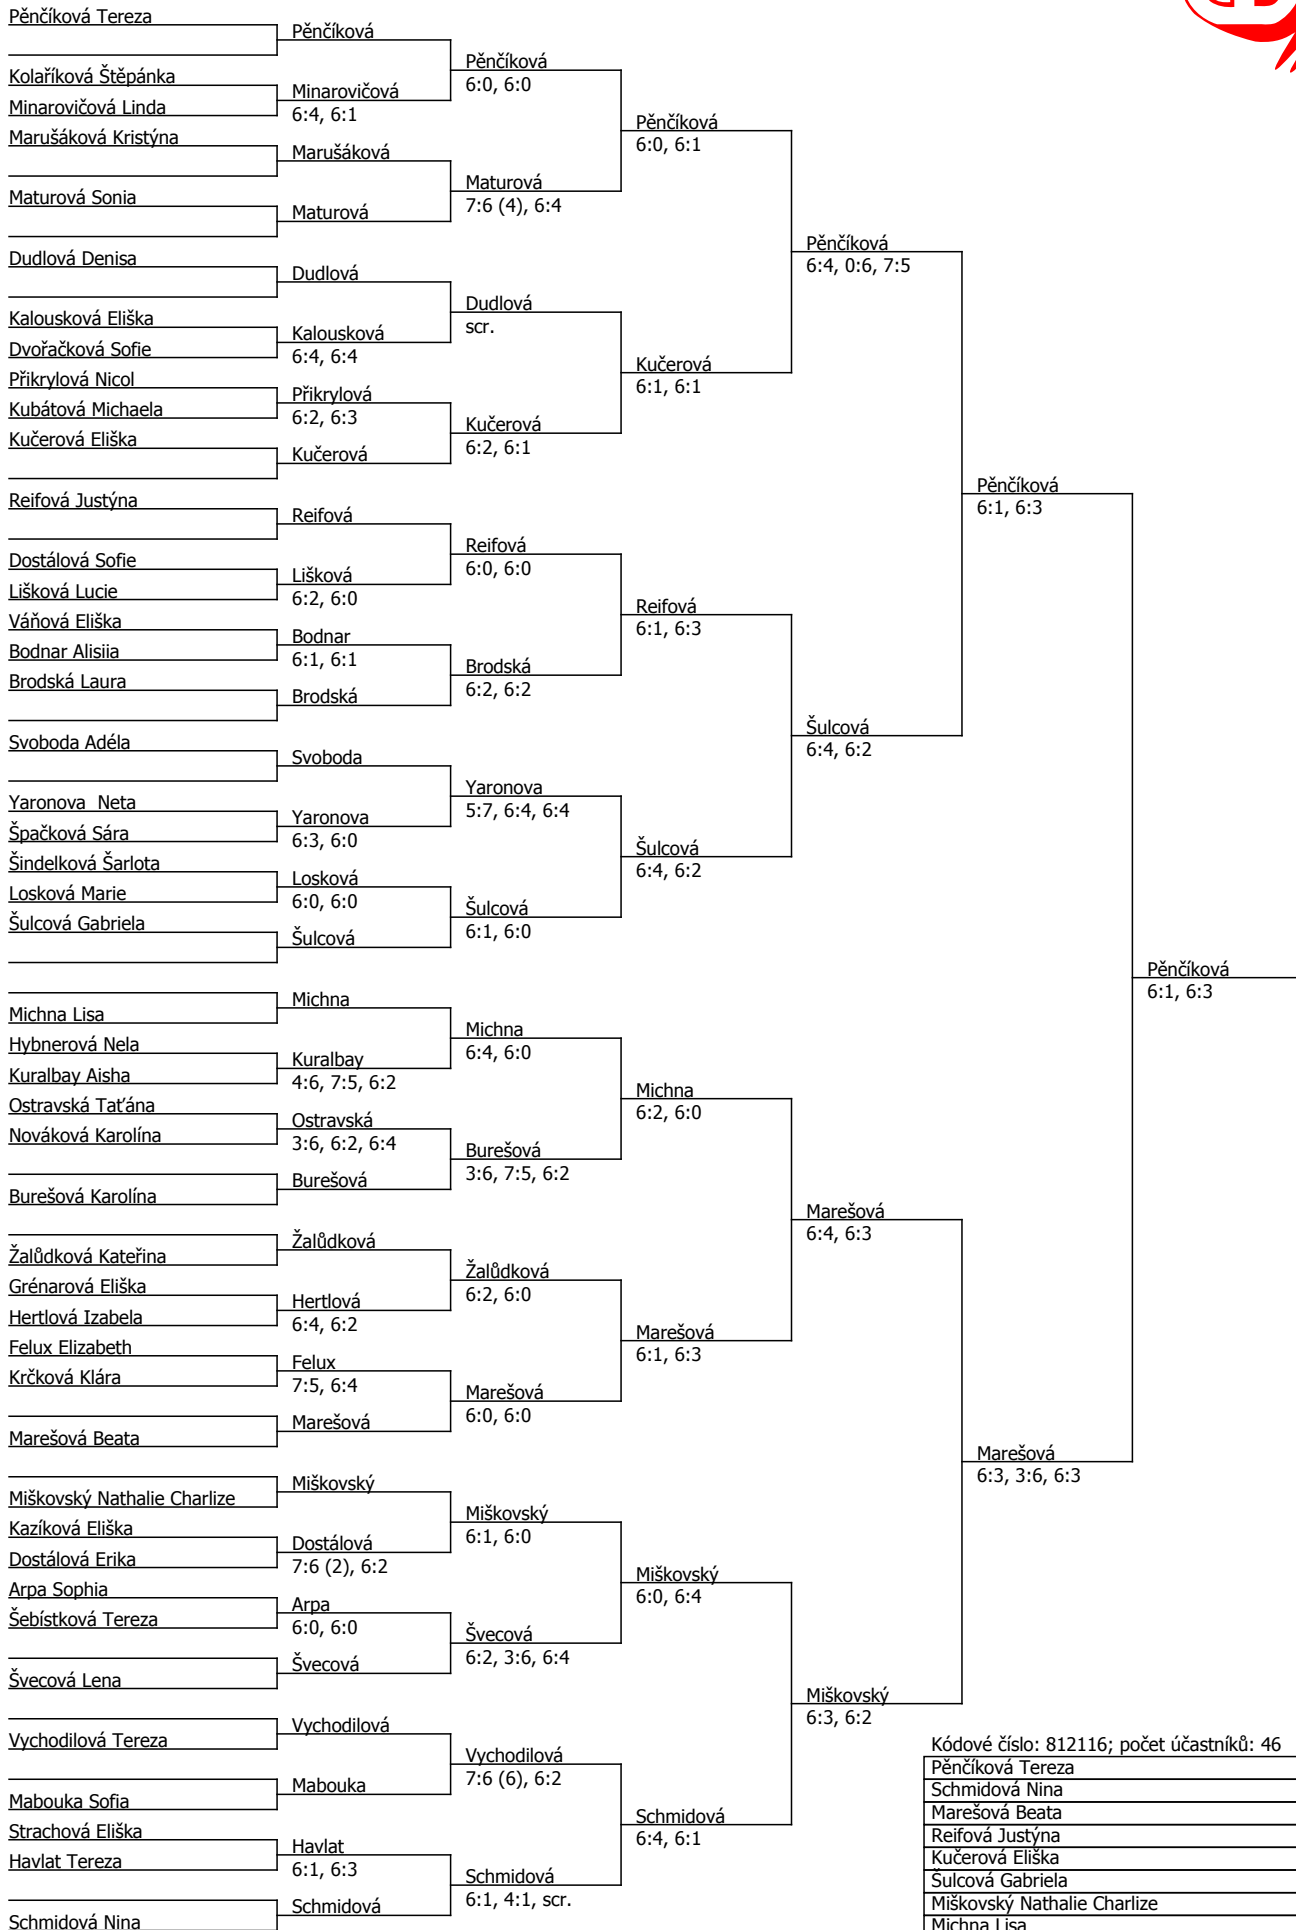 Pěnčíková Tereza
Pěnčíková
Pěnčíková
6:0, 6:0
Kolaříková Štěpánka
Minarovičová
6:4, 6:1
Minarovičová Linda
Pěnčíková
6:0, 6:1
Marušáková Kristýna
Marušáková
Maturová
7:6 (4), 6:4
Maturová Sonia
Maturová
Pěnčíková
6:4, 0:6, 7:5
Dudlová Denisa
Dudlová
Dudlová
scr.
Kalousková Eliška
Kalousková
6:4, 6:4
Dvořačková Sofie
Kučerová
6:1, 6:1
Přikrylová Nicol
Přikrylová
6:2, 6:3
Kubátová Michaela
Kučerová
6:2, 6:1
Kučerová Eliška
Kučerová
Pěnčíková
6:1, 6:3
Reifová Justýna
Reifová
Reifová
6:0, 6:0
Dostálová Sofie
Lišková
6:2, 6:0
Lišková Lucie
Reifová
6:1, 6:3
Váňová Eliška
Bodnar
6:1, 6:1
Bodnar Alisiia
Brodská
6:2, 6:2
Brodská Laura
Brodská
Šulcová
6:4, 6:2
Svoboda Adéla
Svoboda
Yaronova
5:7, 6:4, 6:4
Yaronova  Neta
Yaronova
6:3, 6:0
Špačková Sára
Šulcová
6:4, 6:2
Šindelková Šarlota
Losková
6:0, 6:0
Losková Marie
Šulcová
6:1, 6:0
Šulcová Gabriela
Šulcová
Pěnčíková
6:1, 6:3
Michna
Michna Lisa
Michna
6:4, 6:0
Hybnerová Nela
Kuralbay
4:6, 7:5, 6:2
Kuralbay Aisha
Michna
6:2, 6:0
Ostravská Taťána
Ostravská
3:6, 6:2, 6:4
Nováková Karolína
Burešová
3:6, 7:5, 6:2
Burešová
Burešová Karolína
Marešová
6:4, 6:3
Žalůdková
Žalůdková Kateřina
Žalůdková
6:2, 6:0
Grénarová Eliška
Hertlová
6:4, 6:2
Hertlová Izabela
Marešová
6:1, 6:3
Felux Elizabeth
Felux
7:5, 6:4
Krčková Klára
Marešová
6:0, 6:0
Marešová
Marešová Beata
Marešová
6:3, 3:6, 6:3
Miškovský
Miškovský Nathalie Charlize
Miškovský
6:1, 6:0
Kazíková Eliška
Dostálová
7:6 (2), 6:2
Dostálová Erika
Miškovský
6:0, 6:4
Arpa Sophia
Arpa
6:0, 6:0
Šebístková Tereza
Švecová
6:2, 3:6, 6:4
Švecová
Švecová Lena
Miškovský
6:3, 6:2
Vychodilová
Vychodilová Tereza
Vychodilová
7:6 (6), 6:2
Mabouka
Mabouka Sofia
Schmidová
6:4, 6:1
Strachová Eliška
Havlat
6:1, 6:3
Havlat Tereza
Schmidová
6:1, 4:1, scr.
Schmidová
Schmidová Nina
Kódové číslo: 812116; počet účastníků: 46
Pěnčíková Tereza
Schmidová Nina
Marešová Beata
Reifová Justýna
Kučerová Eliška
Šulcová Gabriela
Miškovský Nathalie Charlize
Michna Lisa